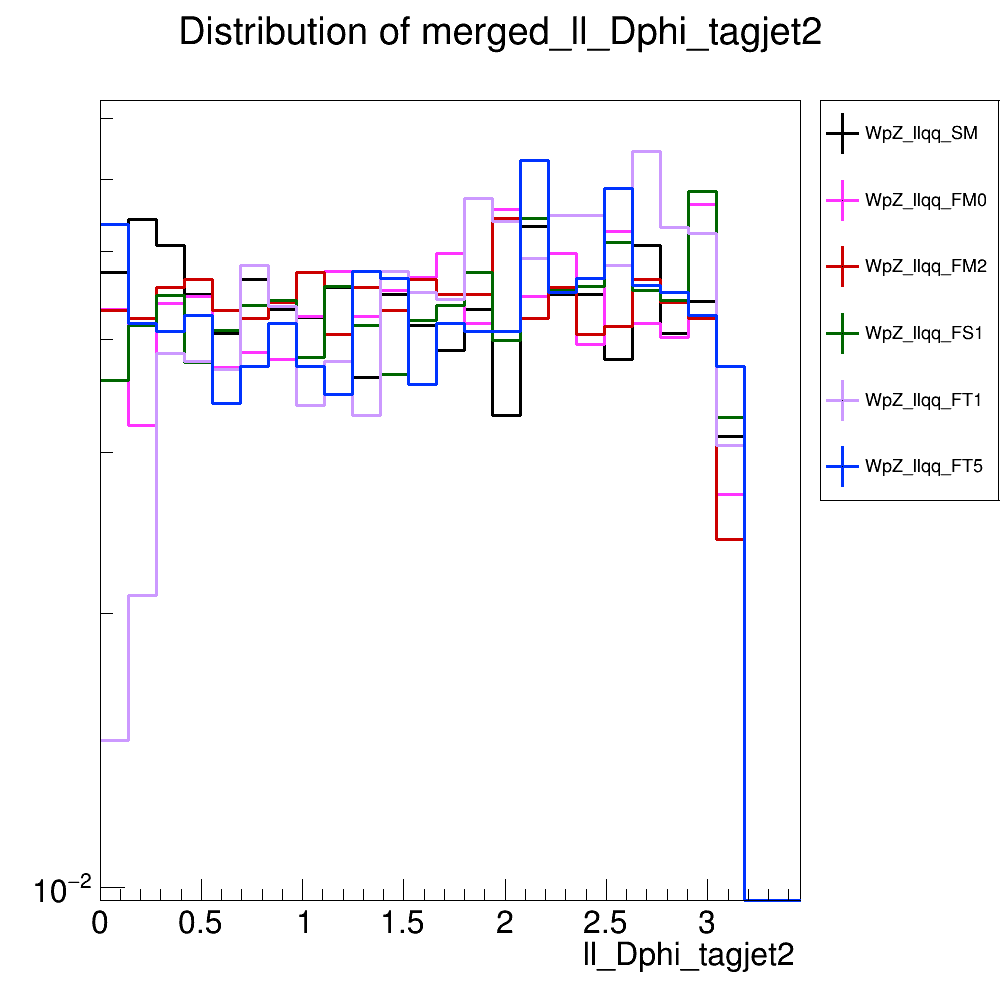 Distribution of merged_ll_Dphi_tagjet2
WpZ_llqq_SM
WpZ_llqq_FM0
WpZ_llqq_FM2
WpZ_llqq_FS1
WpZ_llqq_FT1
WpZ_llqq_FT5
10⁻²
0 0.5 1 1.5 2 2.5 3
ll_Dphi_tagjet2